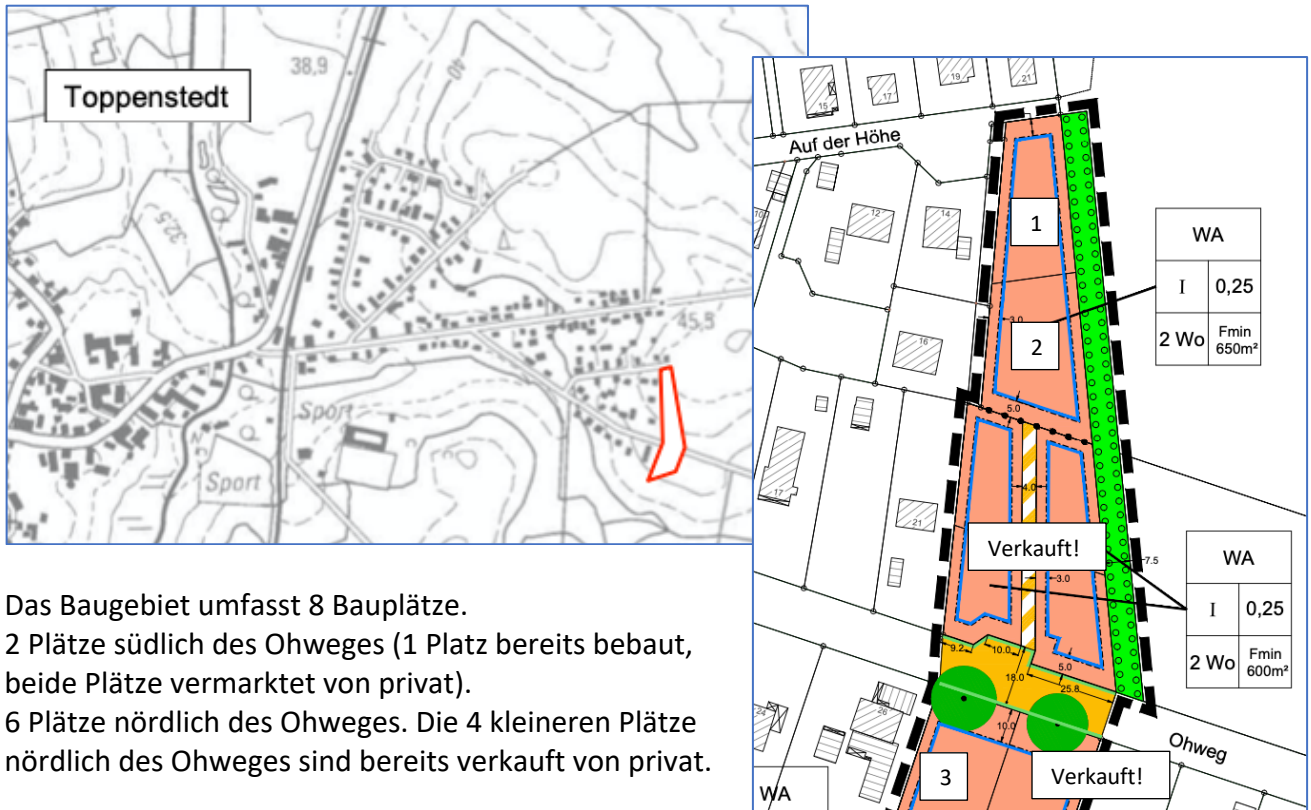 Toppenstedt
38,9
40
32,5
45,5
Sport
Sport
Auf der Höhe
15
17
19
21
10
12
14
1
WA
I 0,25
2 Wo Fmin 650m²
3.0
2
16
5.0
17
4.0
21
Verkauft!
7.5
3.0
WA
I 0,25
2 Wo Fmin 600m²
9.2
10.0
5.0
18.0
25.8
24
26
10.0
Ohweg
3
Verkauft!
WA
Das Baugebiet umfasst 8 Bauplätze.
2 Plätze südlich des Ohweges (1 Platz bereits bebaut,
beide Plätze vermarktet von privat).
6 Plätze nördlich des Ohweges. Die 4 kleineren Plätze
nördlich des Ohweges sind bereits verkauft von privat.